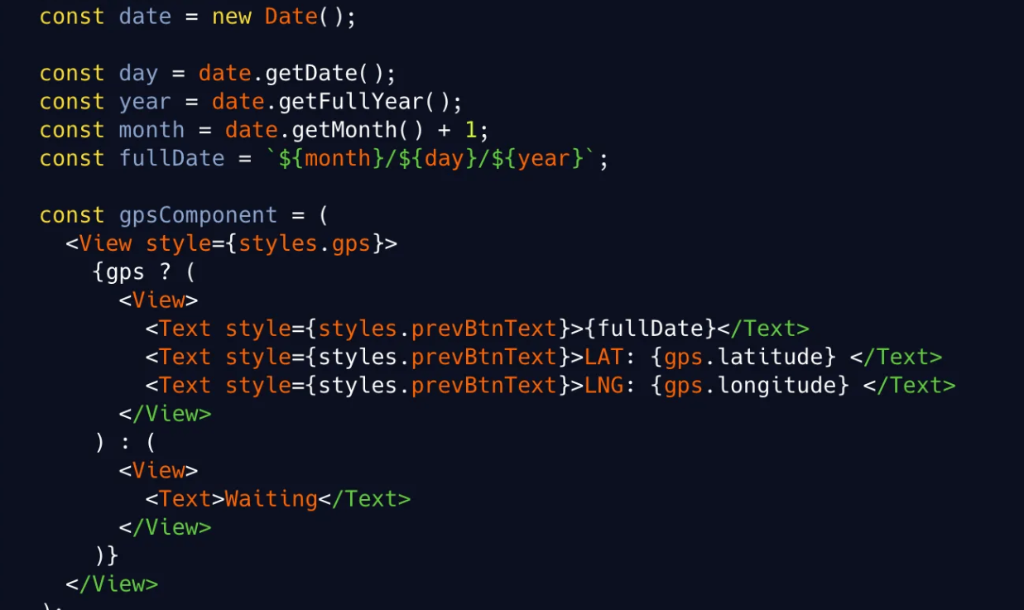 const date = new Date();
const day = date.getDate();
const year = date.getFullYear();
const month = date.getMonth() + 1;
const fullDate = `${month}/${day}/${year}`;
const gpsComponent = (
<View style={styles.gps}>
{gps ? (
<View>
<Text style={styles.prevBtnText}>{fullDate}</Text>
<Text style={styles.prevBtnText}>LAT: {gps.latitude} </Text>
<Text style={styles.prevBtnText}>LNG: {gps.longitude} </Text>
</View>
) : (
<View>
<Text>Waiting</Text>
</View>
)}
</View>
);